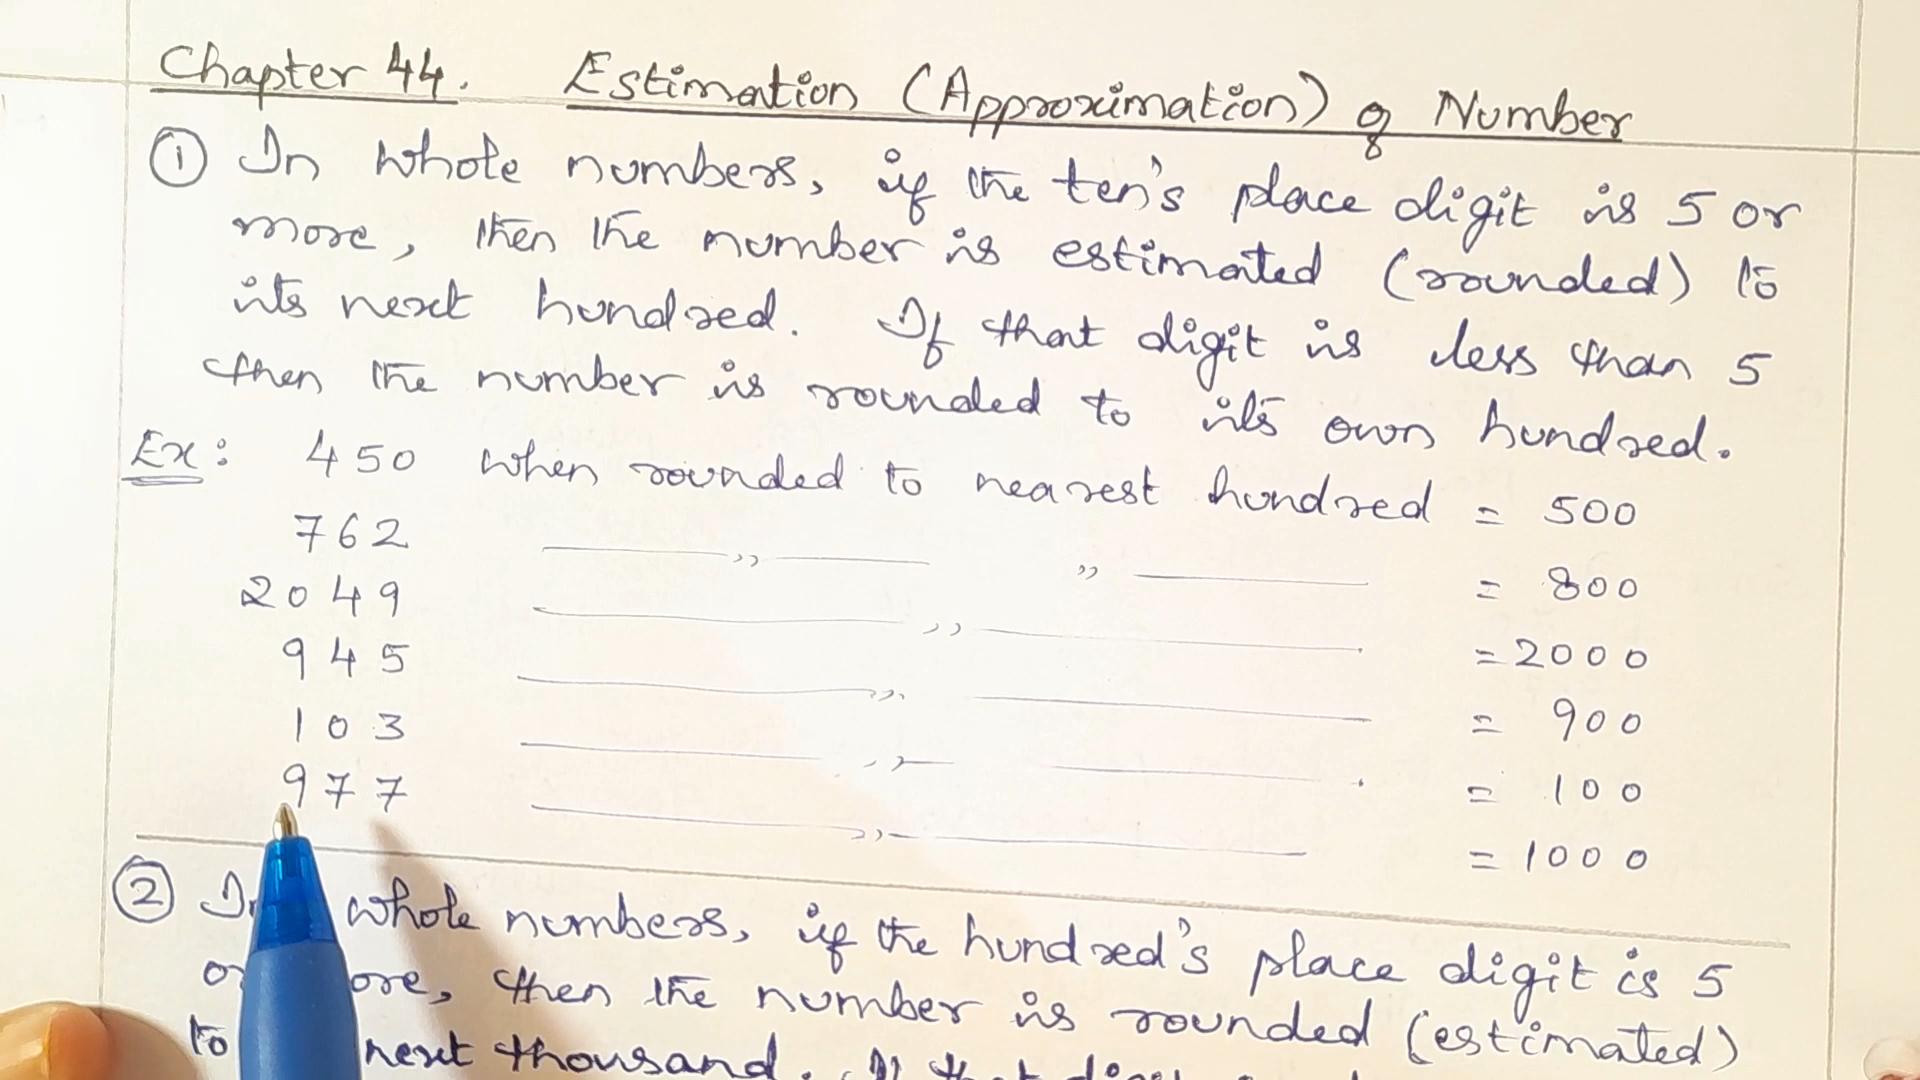 Chapter 44. Estimation (Approximation) of Number
① In whole numbers, if the ten's place digit is 5 or
more, then the number is estimated (rounded) to
its next hundred. If that digit is less than 5
then the number is rounded to its own hundred.
Ex: 450 when rounded to nearest hundred = 500
762 ,, ,, = 800
2049 ,, = 2000
945 ,, = 900
103 ,, = 100
977 ,, = 1000
② whole numbers, if the hundred's place digit is 5
then the number is rounded (estimated)
to next thousand.